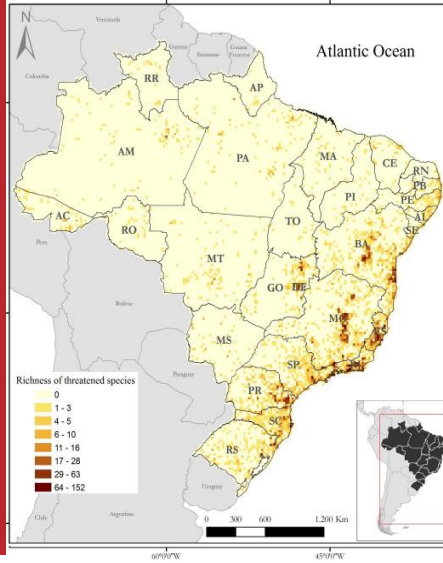 N
Venezuela
Guyana
Suriname
Guiana
Francesa
Colombia
Atlantic Ocean
RR
AP
AM
PA
MA
CE
RN
PB
PE
AL
SE
PI
AC
RO
TO
BA
Peru
MT
GO
DF
Bolivia
MG
ES
MS
SP
RJ
Paraguay
PR
SC
RS
Richness of threatened species
0
1 - 3
4 - 5
6 - 10
11 - 16
17 - 28
29 - 63
64 - 152
Uruguay
Chile
Argentina
0 300 600 1.200 Km
60°0'0"W 45°0'0"W